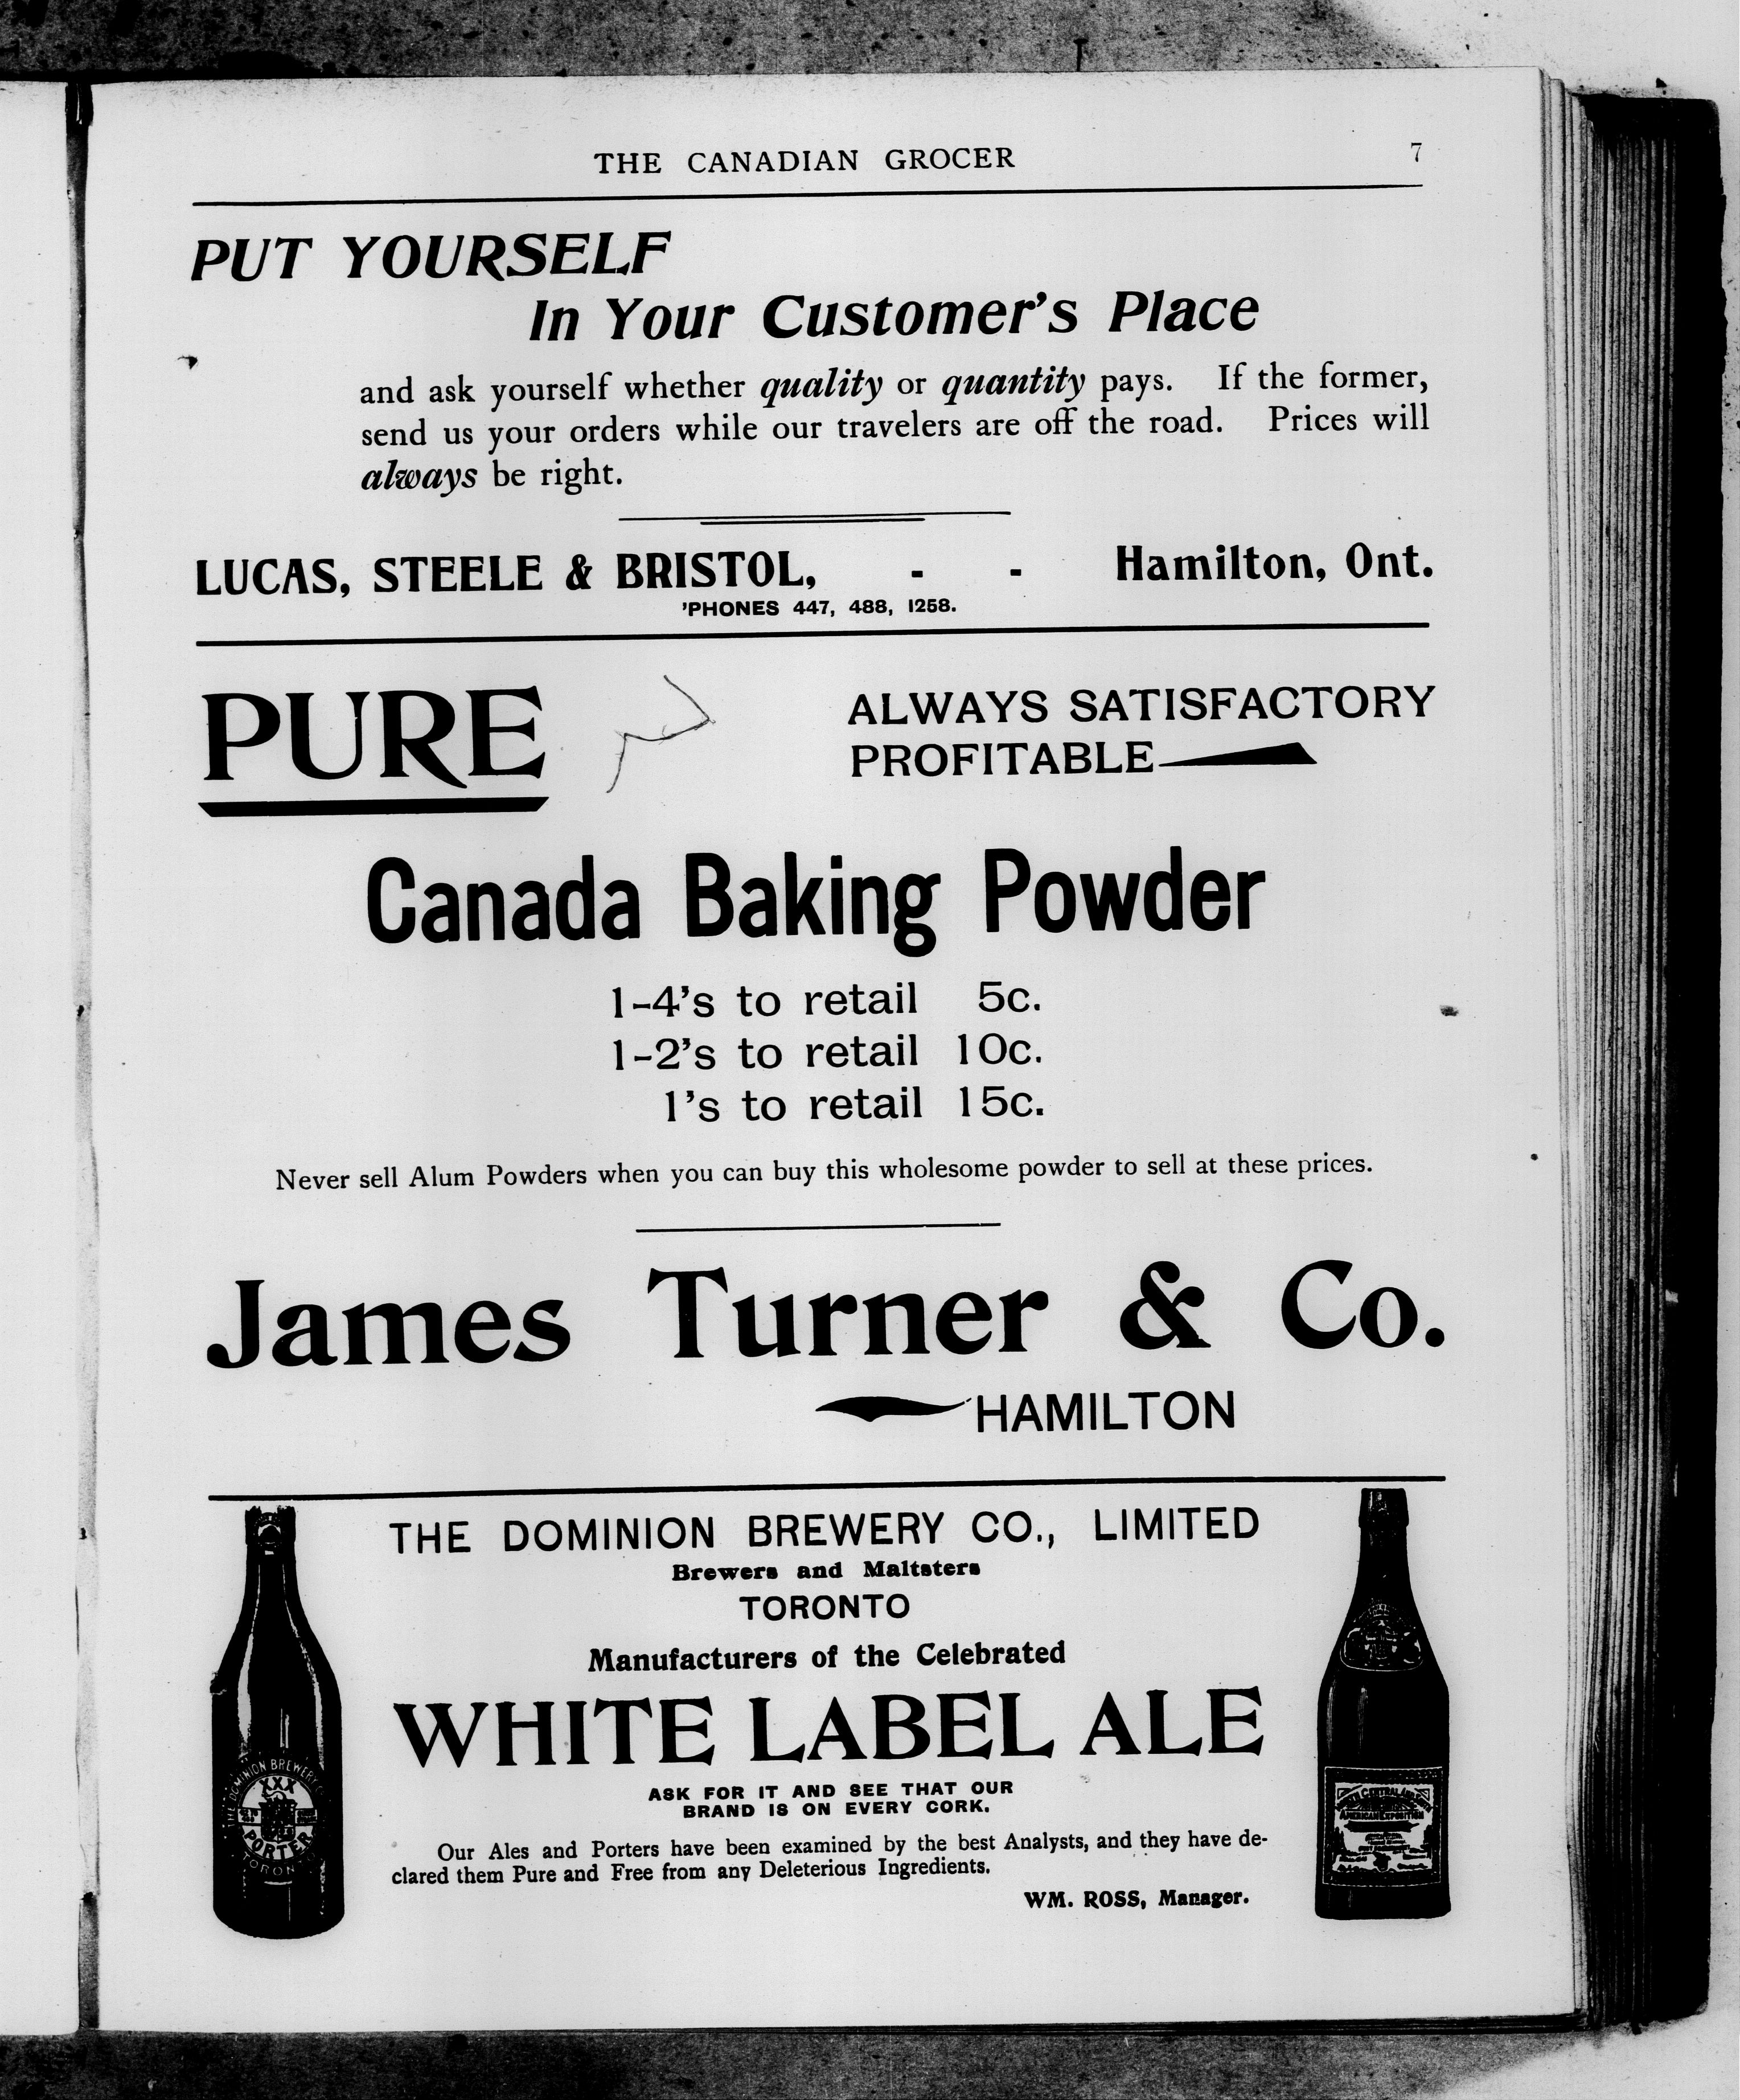 THE CANADIAN GROCER 7
PUT YOURSELF
In Your Customer's Place
and ask yourself whether quality or quantity pays. If the former,
send us your orders while our travelers are off the road. Prices will
always be right.
LUCAS, STEELE & BRISTOL, - - Hamilton, Ont.
'PHONES 447, 488, 1258.
PURE
ALWAYS SATISFACTORY
PROFITABLE
Canada Baking Powder
1-4's to retail 5c.
1-2's to retail 10c.
1's to retail 15c.
Never sell Alum Powders when you can buy this wholesome powder to sell at these prices.
James Turner & Co.
HAMILTON
THE DOMINION BREWERY CO., LIMITED
Brewers and Maltsters
TORONTO
Manufacturers of the Celebrated
WHITE LABEL ALE
ASK FOR IT AND SEE THAT OUR
BRAND IS ON EVERY CORK.
Our Ales and Porters have been examined by the best Analysts, and they have de-
clared them Pure and Free from any Deleterious Ingredients.
WM. ROSS, Manager.
THE DOMINION BREWERY
XXX
PORTER
TORONTO